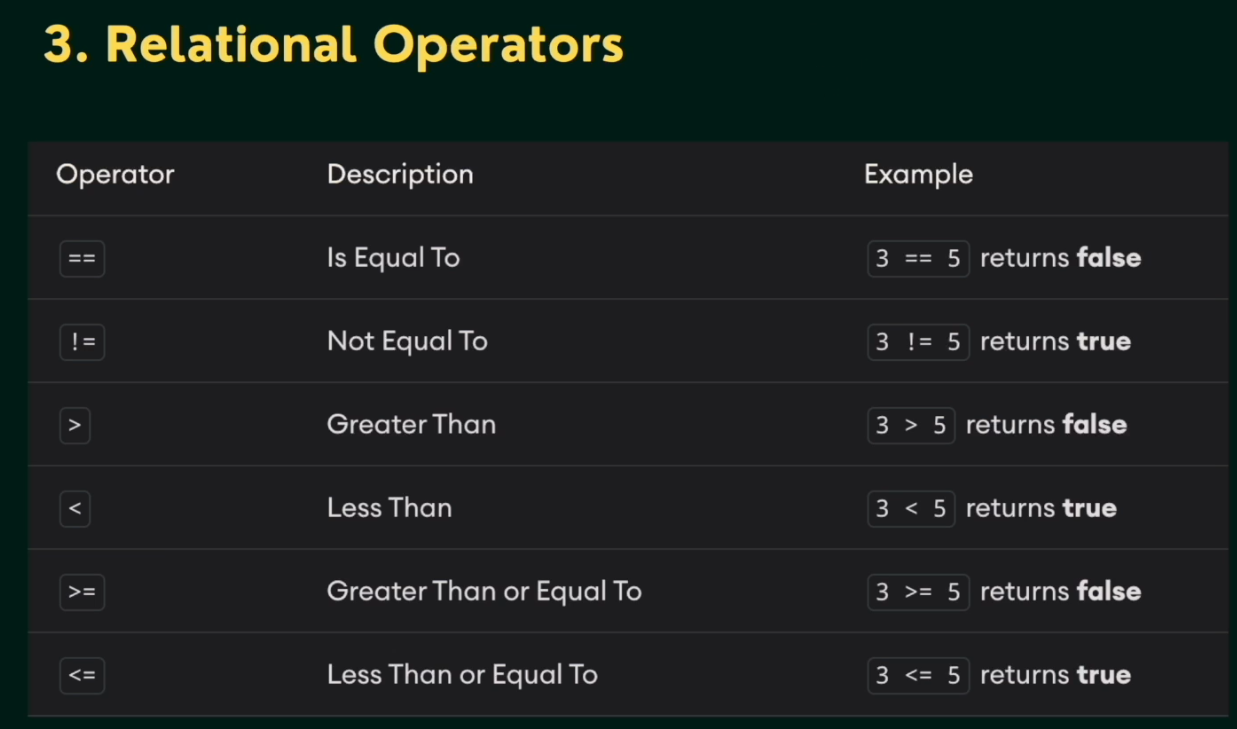 3. Relational Operators
Operator Description Example
== Is Equal To 3 == 5 returns false
!= Not Equal To 3 != 5 returns true
> Greater Than 3 > 5 returns false
< Less Than 3 < 5 returns true
>= Greater Than or Equal To 3 >= 5 returns false
<= Less Than or Equal To 3 <= 5 returns true